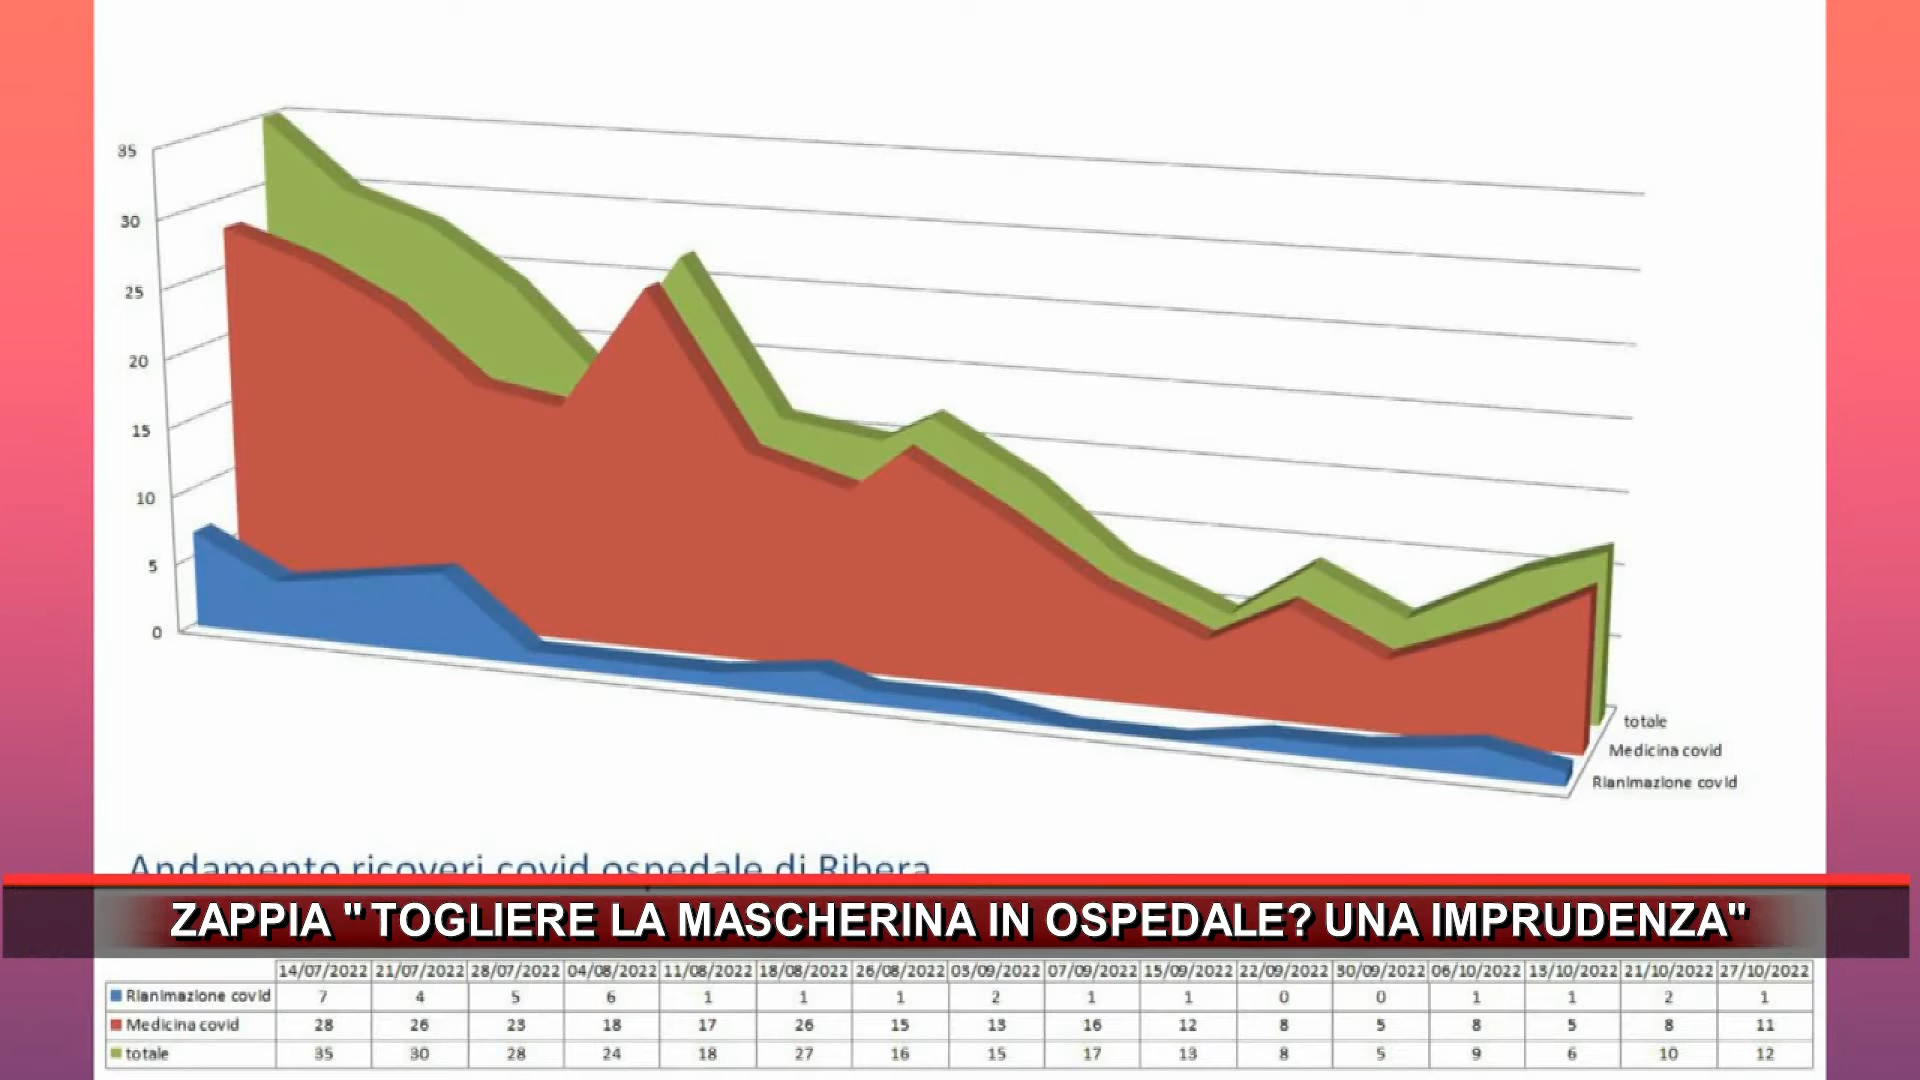 35
30
25
20
15
10
5
0
totale
Medicina covid
Rianimazione covid
Andamento ricoveri covid ospedale di Ribera
ZAPPIA "TOGLIERE LA MASCHERINA IN OSPEDALE? UNA IMPRUDENZA"
14/07/2022 21/07/2022 28/07/2022 04/08/2022 11/08/2022 18/08/2022 26/08/2022 03/09/2022 07/09/2022 15/09/2022 22/09/2022 30/09/2022 06/10/2022 13/10/2022 21/10/2022 27/10/2022
Rianimazione covid 7 4 5 6 1 1 1 2 1 1 0 0 1 1 2 1
Medicina covid 28 26 23 18 17 26 15 13 16 12 8 5 8 5 8 11
totale 35 30 28 24 18 27 16 15 17 13 8 5 9 6 10 12